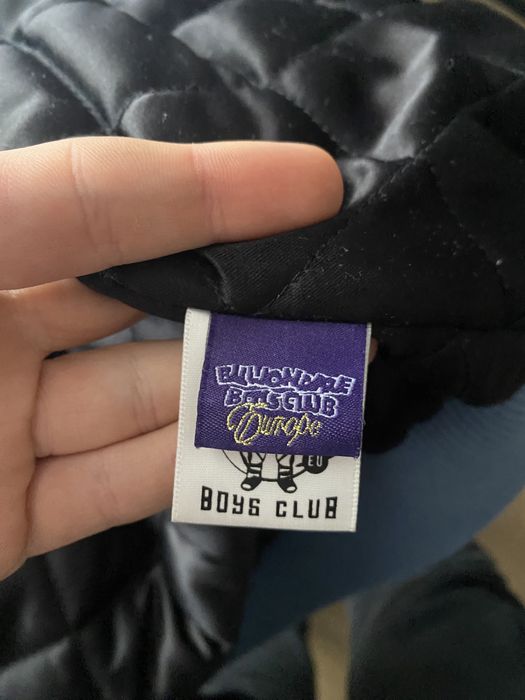 BILLIONAIRE
BOYS CLUB
Europe
EU
BOYS CLUB